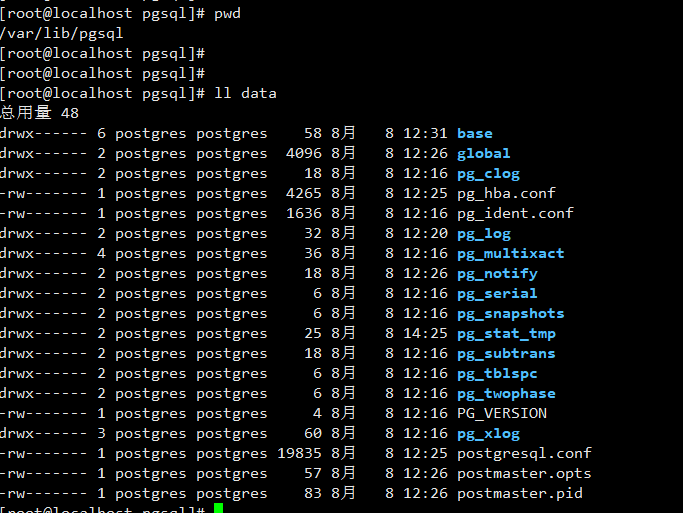 [root@localhost pgsql]# pwd
/var/lib/pgsql
[root@localhost pgsql]#
[root@localhost pgsql]#
[root@localhost pgsql]# ll data
总用量 48
drwx------ 6 postgres postgres    58 8月   8 12:31 base
drwx------ 2 postgres postgres  4096 8月   8 12:26 global
drwx------ 2 postgres postgres    18 8月   8 12:16 pg_clog
-rw------- 1 postgres postgres  4265 8月   8 12:25 pg_hba.conf
-rw------- 1 postgres postgres  1636 8月   8 12:16 pg_ident.conf
drwx------ 2 postgres postgres    32 8月   8 12:20 pg_log
drwx------ 4 postgres postgres    36 8月   8 12:16 pg_multixact
drwx------ 2 postgres postgres    18 8月   8 12:26 pg_notify
drwx------ 2 postgres postgres     6 8月   8 12:16 pg_serial
drwx------ 2 postgres postgres     6 8月   8 12:16 pg_snapshots
drwx------ 2 postgres postgres    25 8月   8 14:25 pg_stat_tmp
drwx------ 2 postgres postgres    18 8月   8 12:16 pg_subtrans
drwx------ 2 postgres postgres     6 8月   8 12:16 pg_tblspc
drwx------ 2 postgres postgres     6 8月   8 12:16 pg_twophase
-rw------- 1 postgres postgres     4 8月   8 12:16 PG_VERSION
drwx------ 3 postgres postgres    60 8月   8 12:16 pg_xlog
-rw------- 1 postgres postgres 19835 8月   8 12:25 postgresql.conf
-rw------- 1 postgres postgres    57 8月   8 12:26 postmaster.opts
-rw------- 1 postgres postgres    83 8月   8 12:26 postmaster.pid
[root@localhost pgsql]#